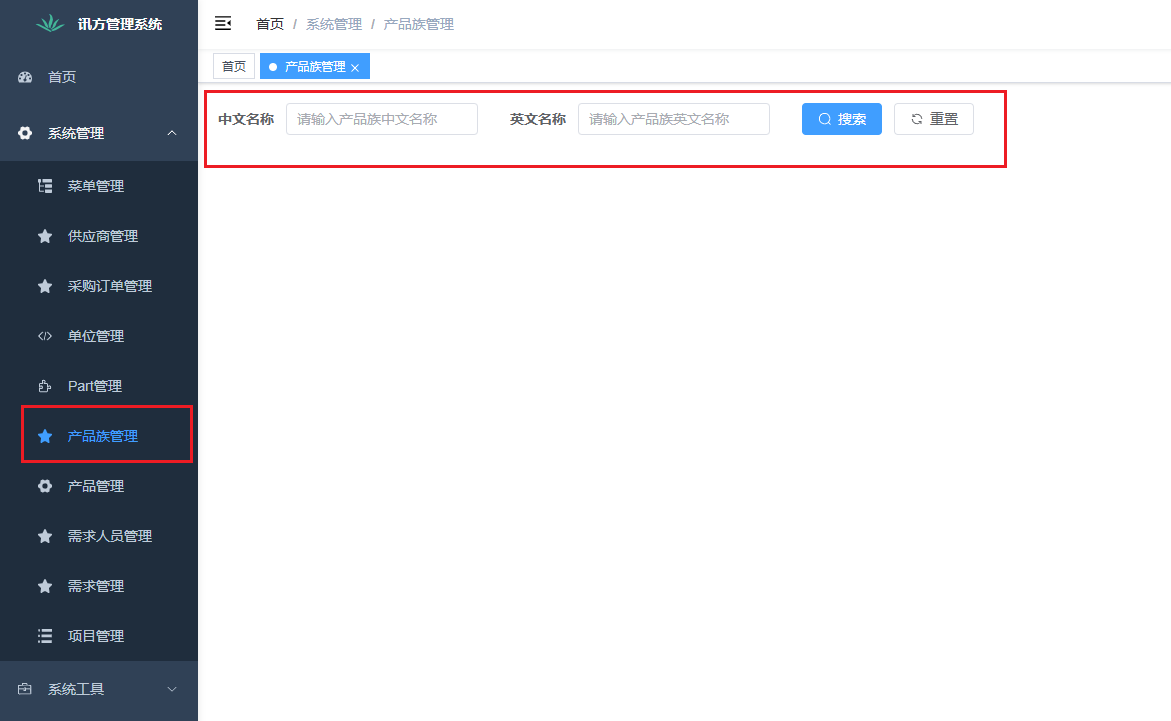 讯方管理系统
首页 / 系统管理 / 产品族管理
首页
产品族管理
中文名称 请输入产品族中文名称 英文名称 请输入产品族英文名称 搜索 重置
首页
系统管理
菜单管理
供应商管理
采购订单管理
单位管理
Part管理
产品族管理
产品管理
需求人员管理
需求管理
项目管理
系统工具